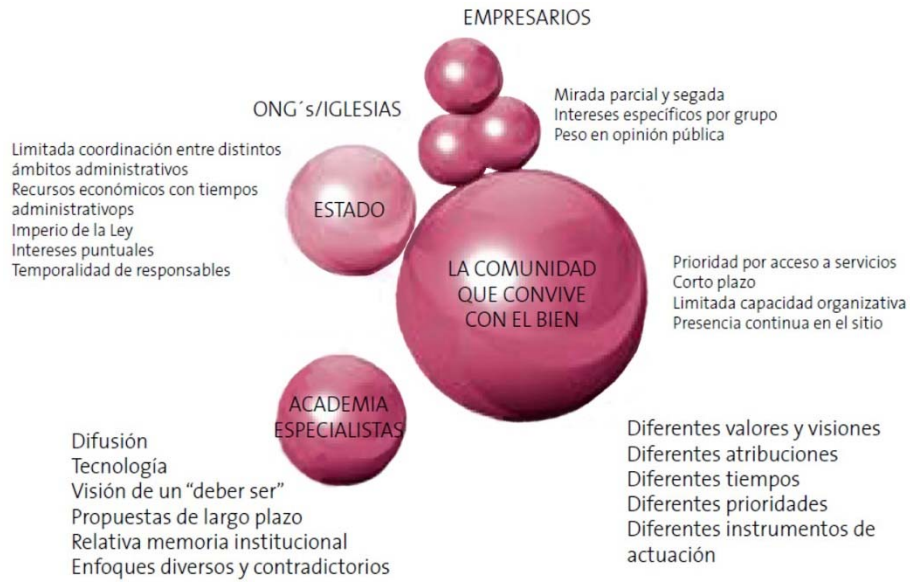 EMPRESARIOS
Mirada parcial y segada
Intereses específicos por grupo
Peso en opinión pública
ONG´s/IGLESIAS
Limitada coordinación entre distintos
ámbitos administrativos
Recursos económicos con tiempos
administrativops
Imperio de la Ley
Intereses puntuales
Temporalidad de responsables
ESTADO
LA COMUNIDAD
QUE CONVIVE
CON EL BIEN
Prioridad por acceso a servicios
Corto plazo
Limitada capacidad organizativa
Presencia continua en el sitio
ACADEMIA
ESPECIALISTAS
Difusión
Tecnología
Visión de un “deber ser”
Propuestas de largo plazo
Relativa memoria institucional
Enfoques diversos y contradictorios
Diferentes valores y visiones
Diferentes atribuciones
Diferentes tiempos
Diferentes prioridades
Diferentes instrumentos de
actuación